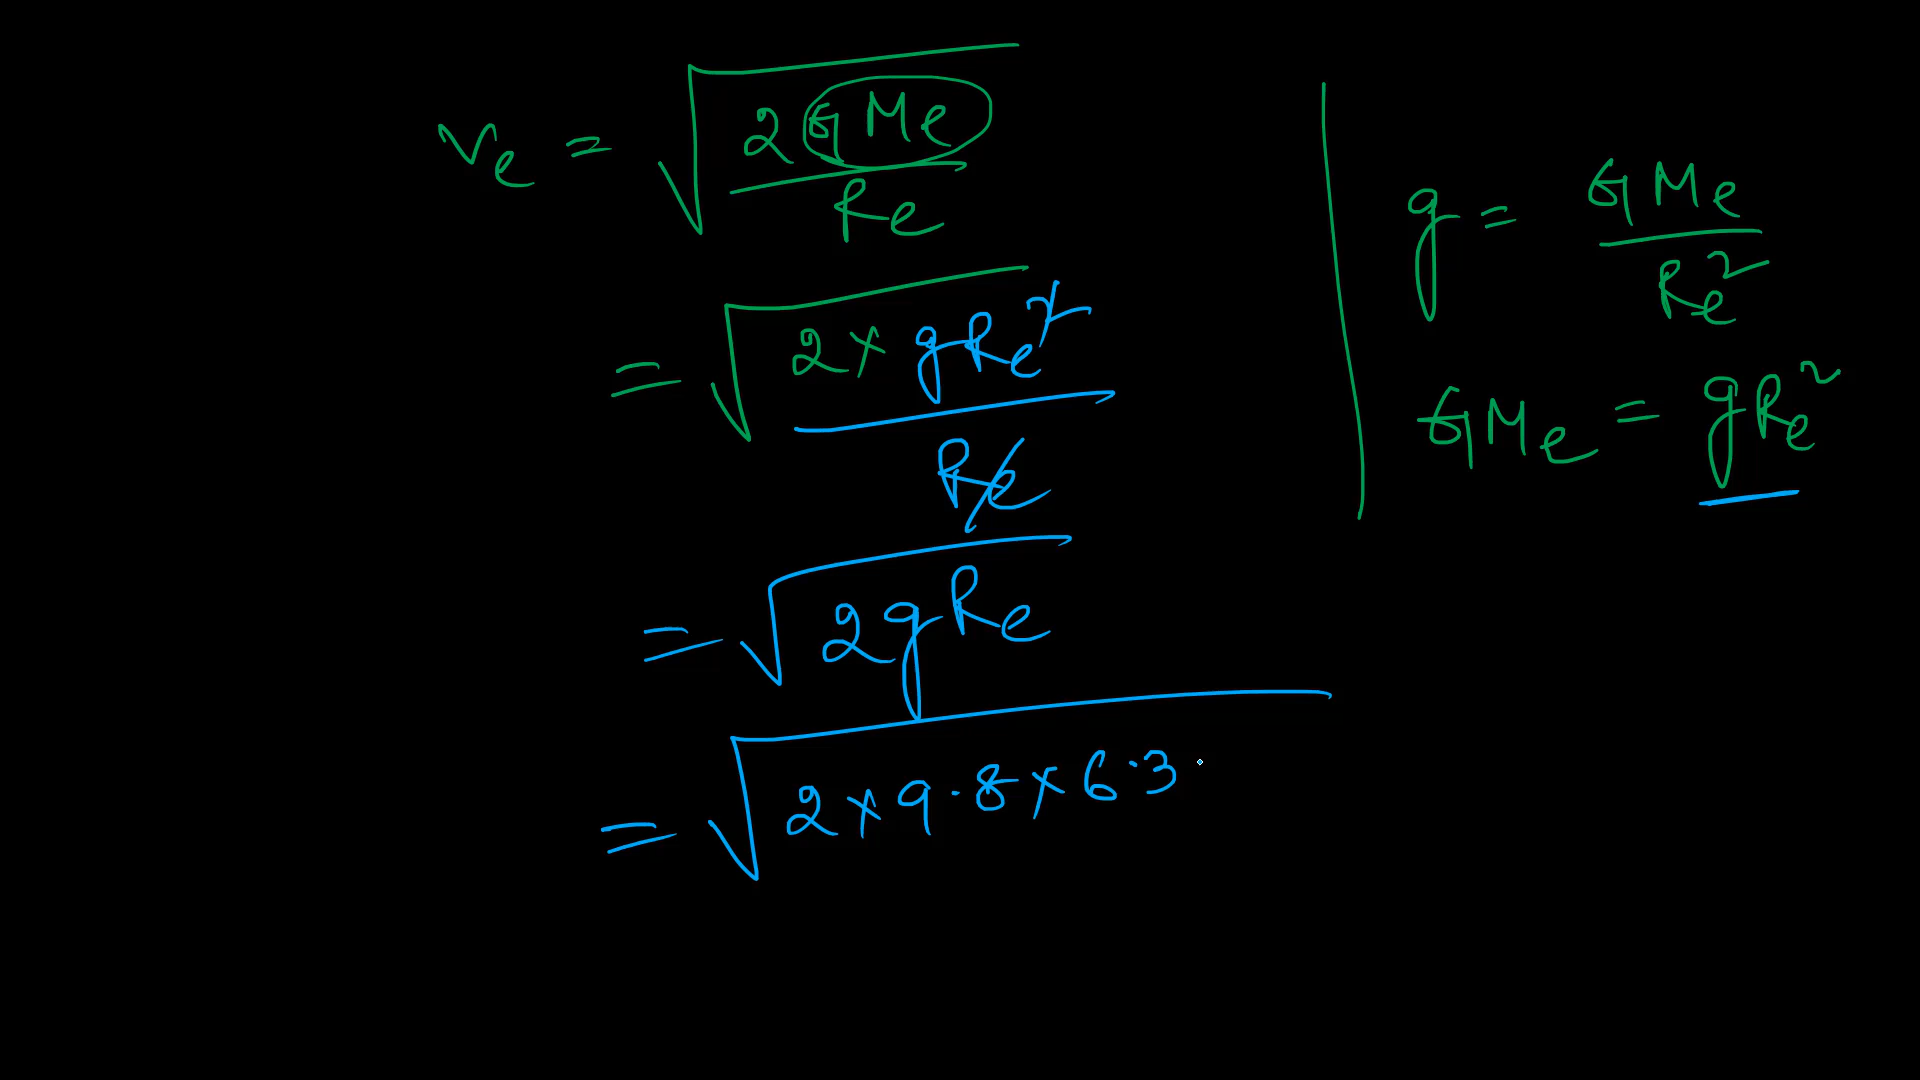 vₑ = √(2GMₑ/Rₑ)
= √(2 × gRₑ²/Rₑ)
= √(2gRₑ)
= √(2 × 9.8 × 6.3
g = GMₑ/Rₑ²
GMₑ = gRₑ²